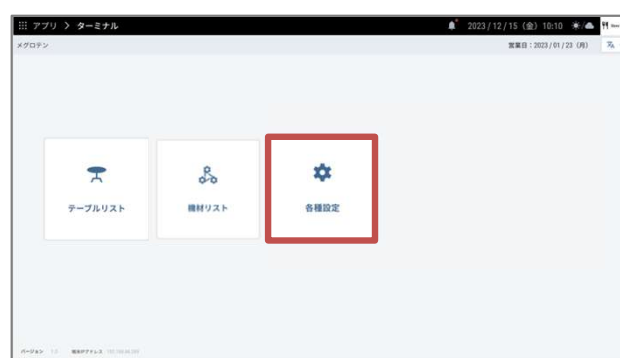 アプリ > ターミナル
2023 / 12 / 15（金）10:10
メグロテン
営業日：2023 / 01 / 23（月）
テーブルリスト
機材リスト
各種設定
バージョン 1.0